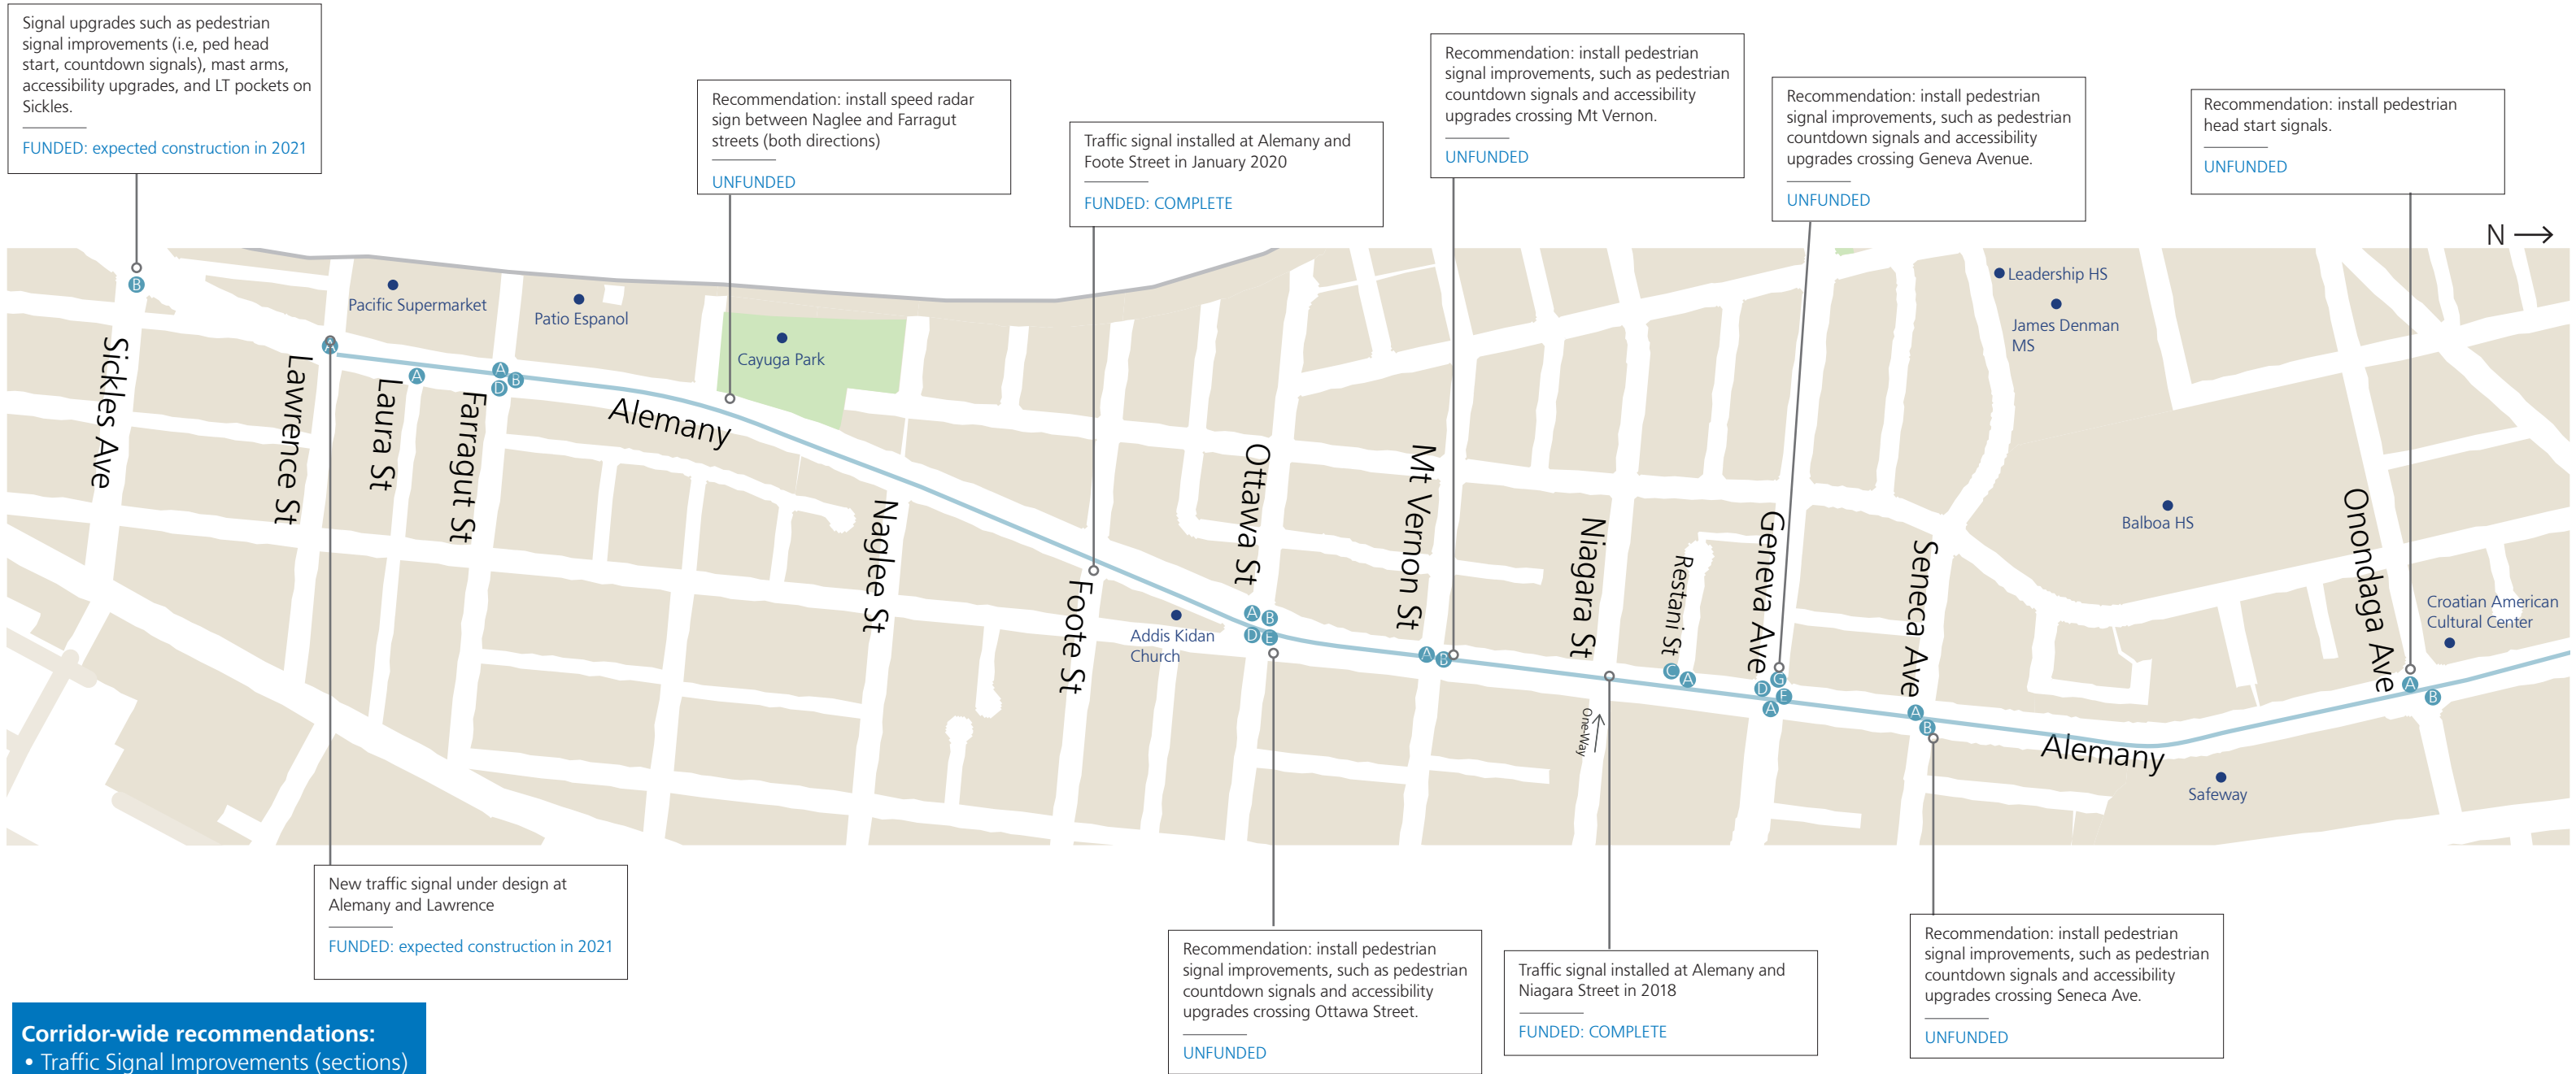 Signal upgrades such as pedestrian
signal improvements (i.e, ped head
start, countdown signals), mast arms,
accessibility upgrades, and LT pockets on
Sickles.
FUNDED: expected construction in 2021
Recommendation: install speed radar
sign between Naglee and Farragut
streets (both directions)
UNFUNDED
Traffic signal installed at Alemany and
Foote Street in January 2020
FUNDED: COMPLETE
Recommendation: install pedestrian
signal improvements, such as pedestrian
countdown signals and accessibility
upgrades crossing Mt Vernon.
UNFUNDED
Recommendation: install pedestrian
signal improvements, such as pedestrian
countdown signals and accessibility
upgrades crossing Geneva Avenue.
UNFUNDED
Recommendation: install pedestrian
head start signals.
UNFUNDED
N
B
Sickles Ave
Lawrence St
A
Pacific Supermarket
Laura St
A
Farragut St
A
B
D
Patio Espanol
Alemany
Cayuga Park
Naglee St
Foote St
Addis Kidan
Church
Ottawa St
A
B
D
E
Mt Vernon St
A
B
Niagara St
One-Way
Restani St
C
A
Geneva Ave
D
G
E
A
Seneca Ave
A
B
Leadership HS
James Denman
MS
Balboa HS
Alemany
Safeway
Onondaga Ave
A
B
Croatian American
Cultural Center
New traffic signal under design at
Alemany and Lawrence
FUNDED: expected construction in 2021
Recommendation: install pedestrian
signal improvements, such as pedestrian
countdown signals and accessibility
upgrades crossing Ottawa Street.
UNFUNDED
Traffic signal installed at Alemany and
Niagara Street in 2018
FUNDED: COMPLETE
Recommendation: install pedestrian
signal improvements, such as pedestrian
countdown signals and accessibility
upgrades crossing Seneca Ave.
UNFUNDED
Corridor-wide recommendations:
• Traffic Signal Improvements (sections)